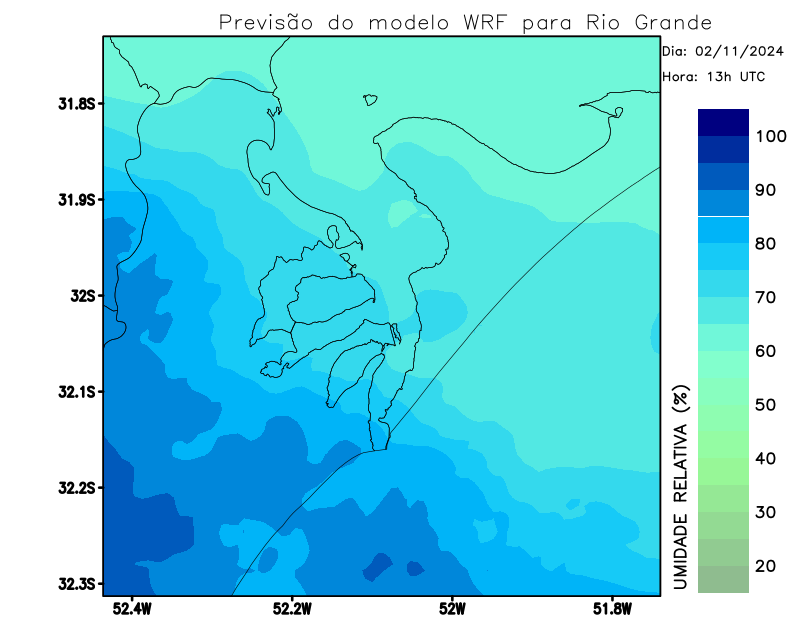 Previsão do modelo WRF para Rio Grande
Dia: 02/11/2024
Hora: 13h UTC
31.8S
31.9S
32S
32.1S
32.2S
32.3S
52.4W
52.2W
52W
51.8W
100
90
80
70
60
50
40
30
20
UMIDADE RELATIVA (%)